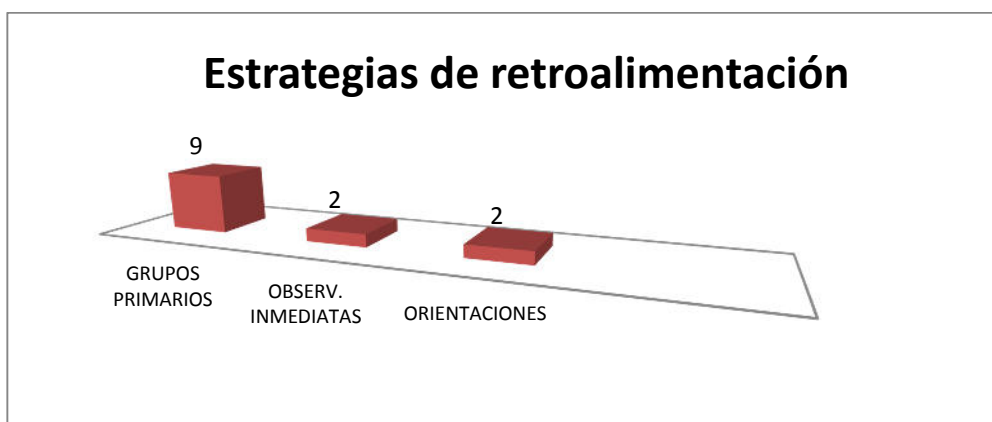 Estrategias de retroalimentación
9
2
2
GRUPOS
PRIMARIOS
OBSERV.
INMEDIATAS
ORIENTACIONES